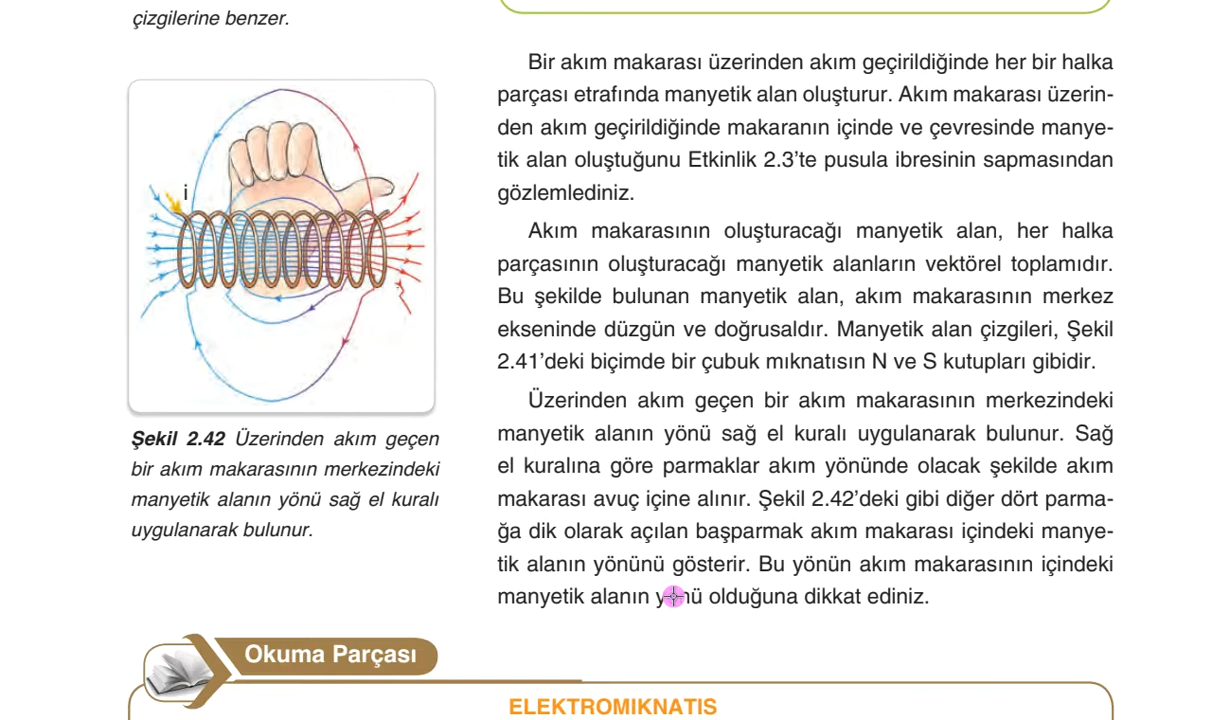 çizgilerine benzer.
i
Şekil 2.42 Üzerinden akım geçen
bir akım makarasının merkezindeki
manyetik alanın yönü sağ el kuralı
uygulanarak bulunur.
Bir akım makarası üzerinden akım geçirildiğinde her bir halka
parçası etrafında manyetik alan oluşturur. Akım makarası üzerin-
den akım geçirildiğinde makaranın içinde ve çevresinde manye-
tik alan oluştuğunu Etkinlik 2.3’te pusula ibresinin sapmasından
gözlemlediniz.
Akım makarasının oluşturacağı manyetik alan, her halka
parçasının oluşturacağı manyetik alanların vektörel toplamıdır.
Bu şekilde bulunan manyetik alan, akım makarasının merkez
ekseninde düzgün ve doğrusaldır. Manyetik alan çizgileri, Şekil
2.41’deki biçimde bir çubuk mıknatısın N ve S kutupları gibidir.
Üzerinden akım geçen bir akım makarasının merkezindeki
manyetik alanın yönü sağ el kuralı uygulanarak bulunur. Sağ
el kuralına göre parmaklar akım yönünde olacak şekilde akım
makarası avuç içine alınır. Şekil 2.42’deki gibi diğer dört parma-
ğa dik olarak açılan başparmak akım makarası içindeki manye-
tik alanın yönünü gösterir. Bu yönün akım makarasının içindeki
manyetik alanın yönü olduğuna dikkat ediniz.
Okuma Parçası
ELEKTROMIKNATIS